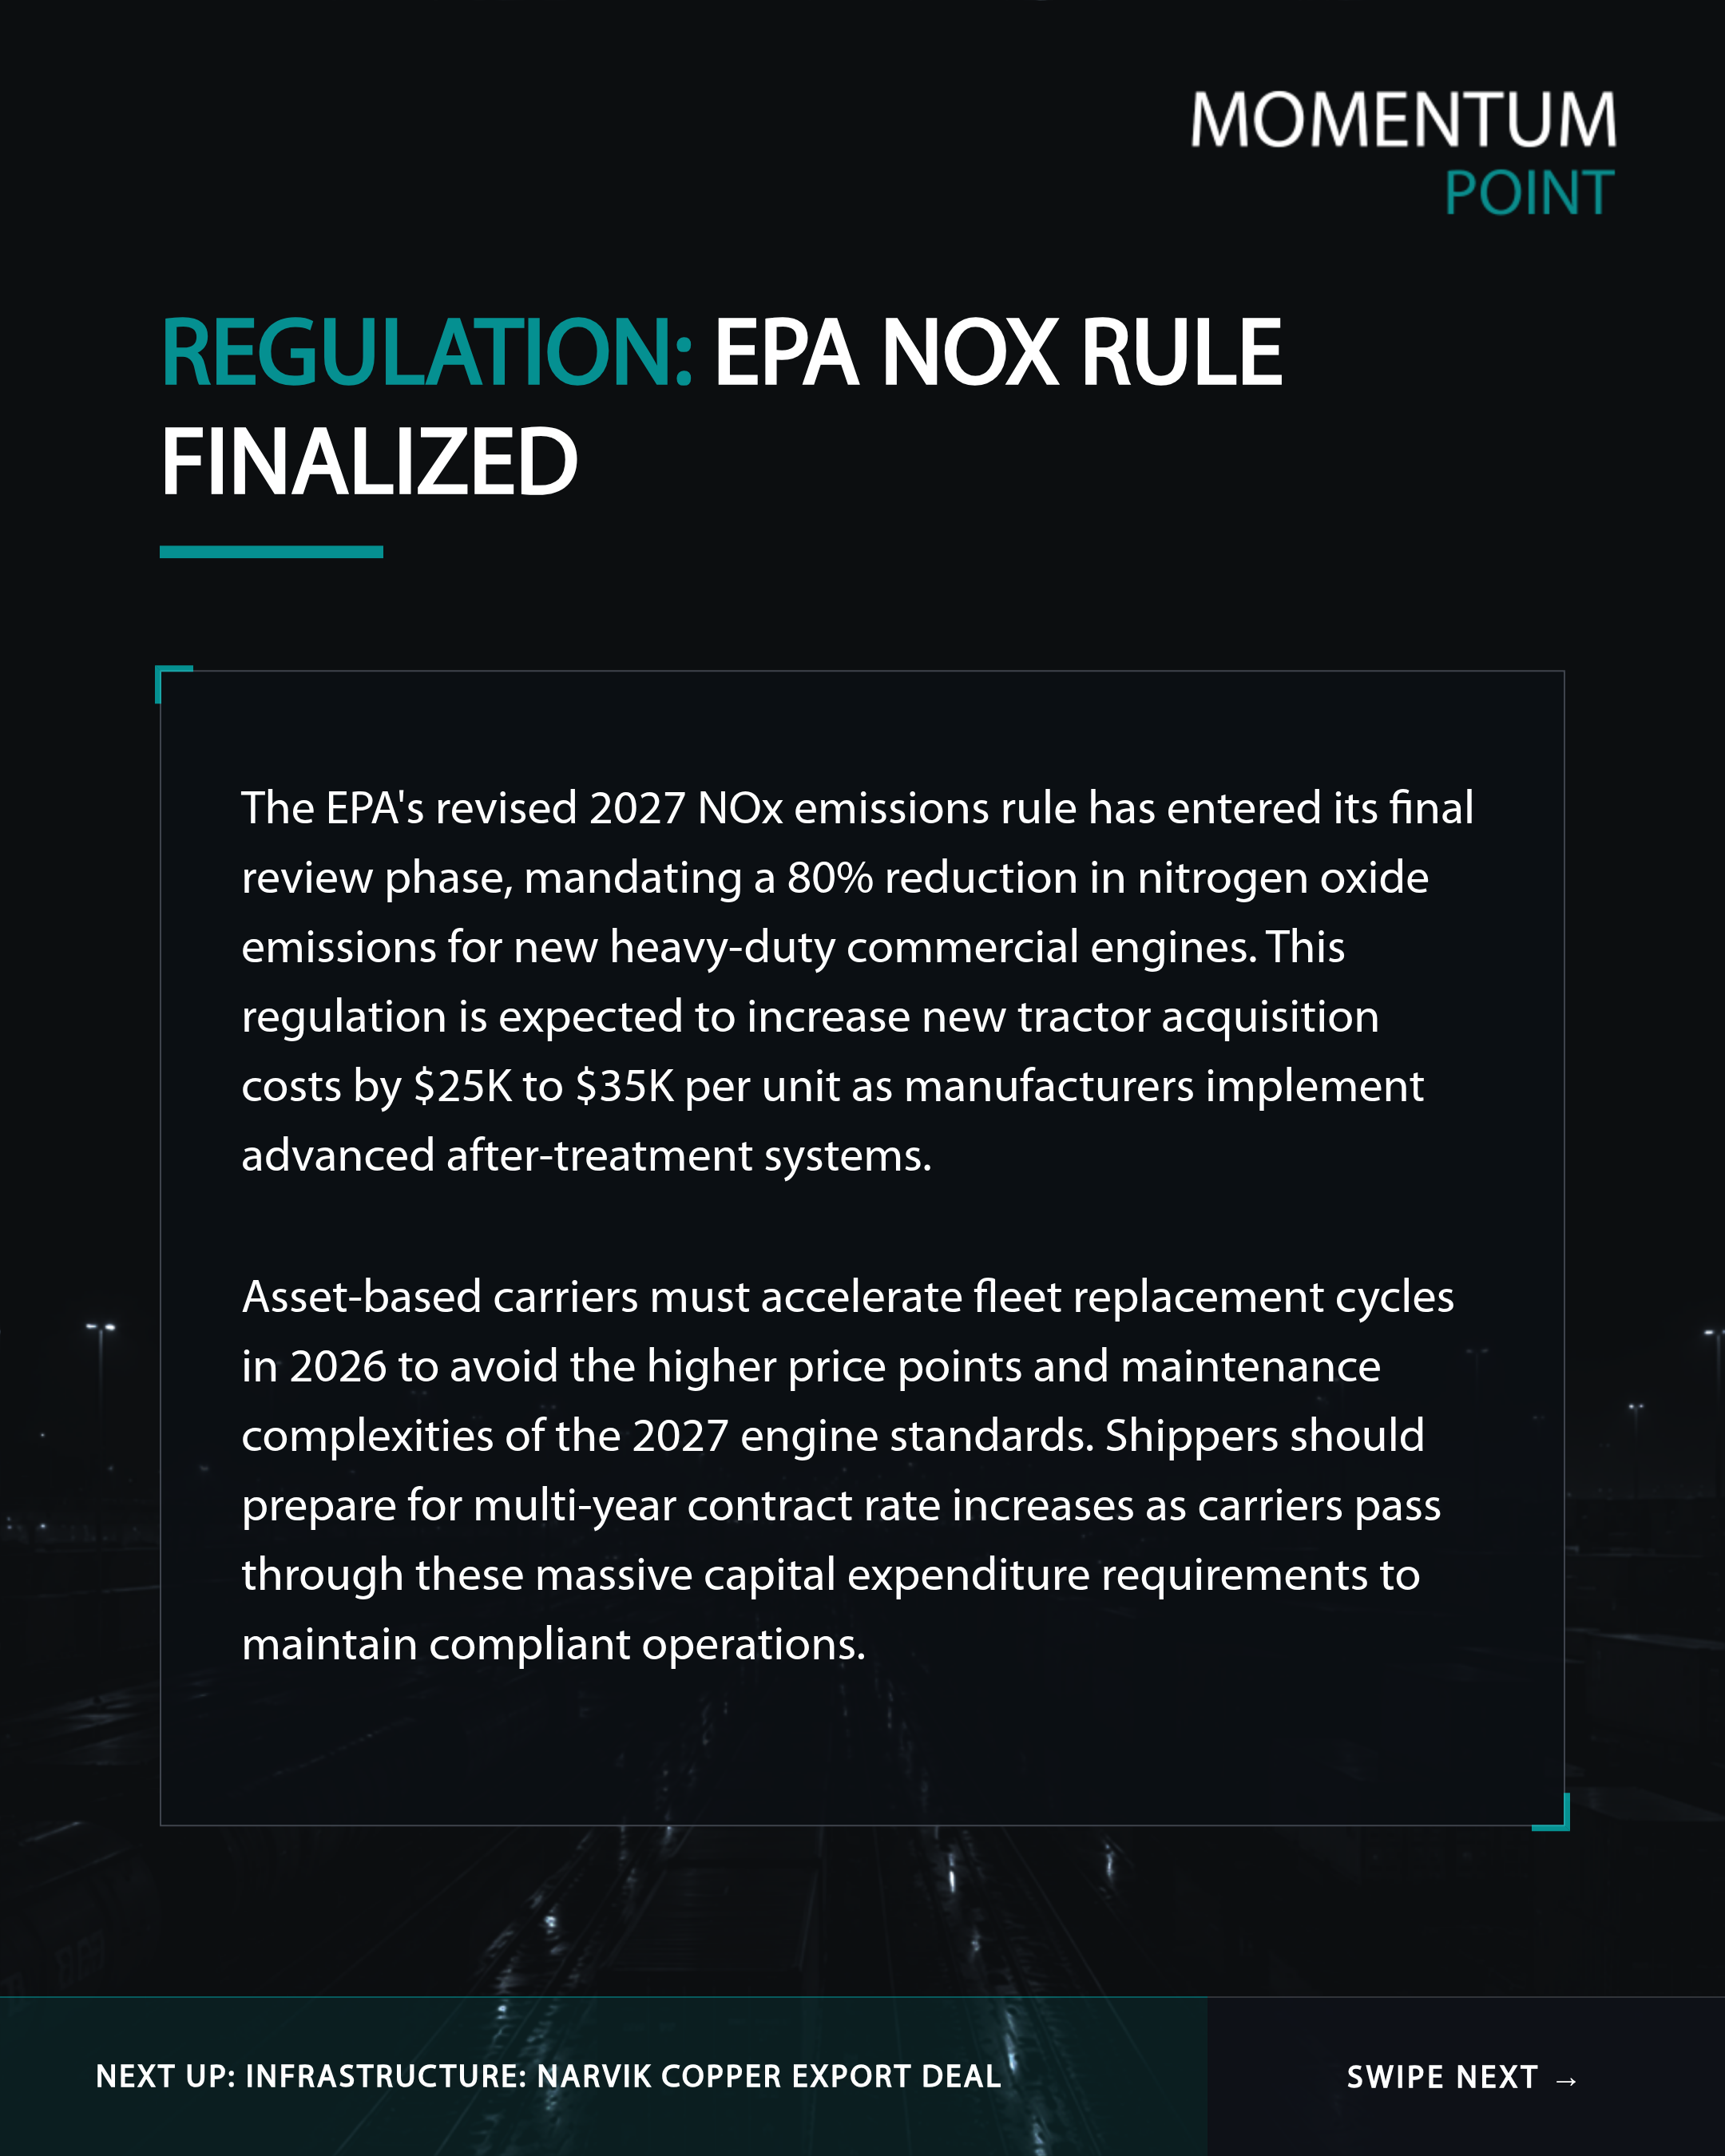 MOMENTUM
POINT
REGULATION: EPA NOX RULE
FINALIZED
The EPA's revised 2027 NOx emissions rule has entered its final
review phase, mandating a 80% reduction in nitrogen oxide
emissions for new heavy-duty commercial engines. This
regulation is expected to increase new tractor acquisition
costs by $25K to $35K per unit as manufacturers implement
advanced after-treatment systems.
Asset-based carriers must accelerate fleet replacement cycles
in 2026 to avoid the higher price points and maintenance
complexities of the 2027 engine standards. Shippers should
prepare for multi-year contract rate increases as carriers pass
through these massive capital expenditure requirements to
maintain compliant operations.
NEXT UP: INFRASTRUCTURE: NARVIK COPPER EXPORT DEAL
SWIPE NEXT →